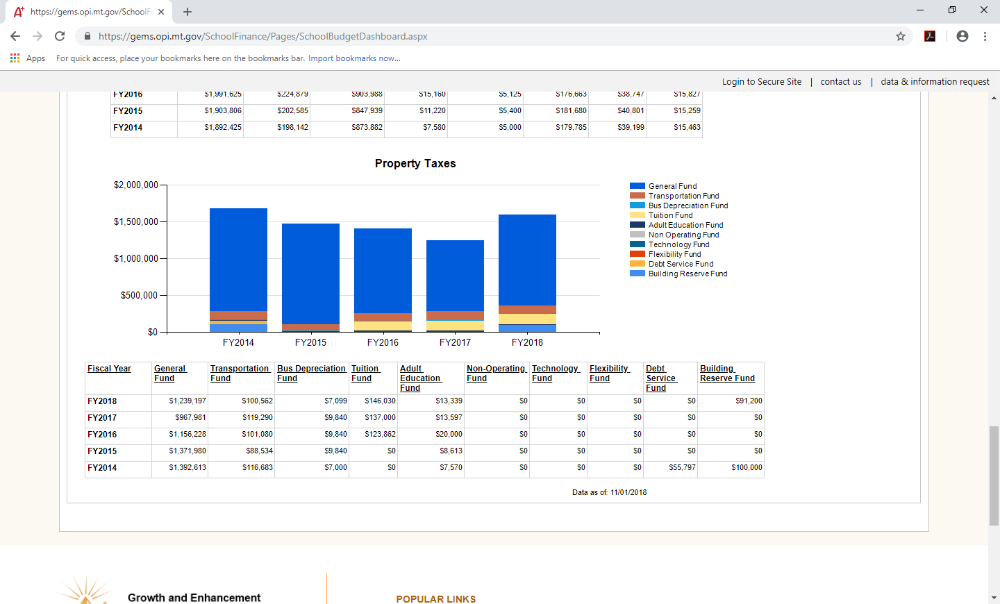 https://gems.opi.mt.gov/SchoolF
https://gems.opi.mt.gov/SchoolFinance/Pages/SchoolBudgetDashboard.aspx
Apps For quick access, place your bookmarks here on the bookmarks bar. Import bookmarks now...
Login to Secure Site | contact us | data & information request
FY2016 $1,991,625 $224,879 $903,988 $15,160 $5,125 $176,663 $38,747 $15,827
FY2015 $1,903,806 $202,585 $847,939 $11,220 $5,400 $181,680 $40,801 $15,259
FY2014 $1,892,425 $198,142 $873,882 $7,580 $5,000 $179,785 $39,199 $15,463
Property Taxes
$2,000,000
$1,500,000
$1,000,000
$500,000
$0
FY2014 FY2015 FY2016 FY2017 FY2018
General Fund
Transportation Fund
Bus Depreciation Fund
Tuition Fund
Adult Education Fund
Non Operating Fund
Technology Fund
Flexibility Fund
Debt Service Fund
Building Reserve Fund
Fiscal Year General Transportation Bus Depreciation Tuition Adult Non-Operating Technology Flexibility Debt Building
Fund Fund Fund Fund Education Fund Fund Fund Service Reserve Fund
Fund Fund
FY2018 $1,239,197 $100,562 $7,099 $146,030 $13,339 $0 $0 $0 $0 $91,200
FY2017 $967,981 $119,290 $9,840 $137,000 $13,597 $0 $0 $0 $0 $0
FY2016 $1,156,228 $101,080 $9,840 $123,862 $20,000 $0 $0 $0 $0 $0
FY2015 $1,371,980 $88,534 $9,840 $0 $8,613 $0 $0 $0 $0 $0
FY2014 $1,392,613 $116,683 $7,000 $0 $7,570 $0 $0 $0 $55,797 $100,000
Data as of: 11/01/2018
Growth and Enhancement
POPULAR LINKS